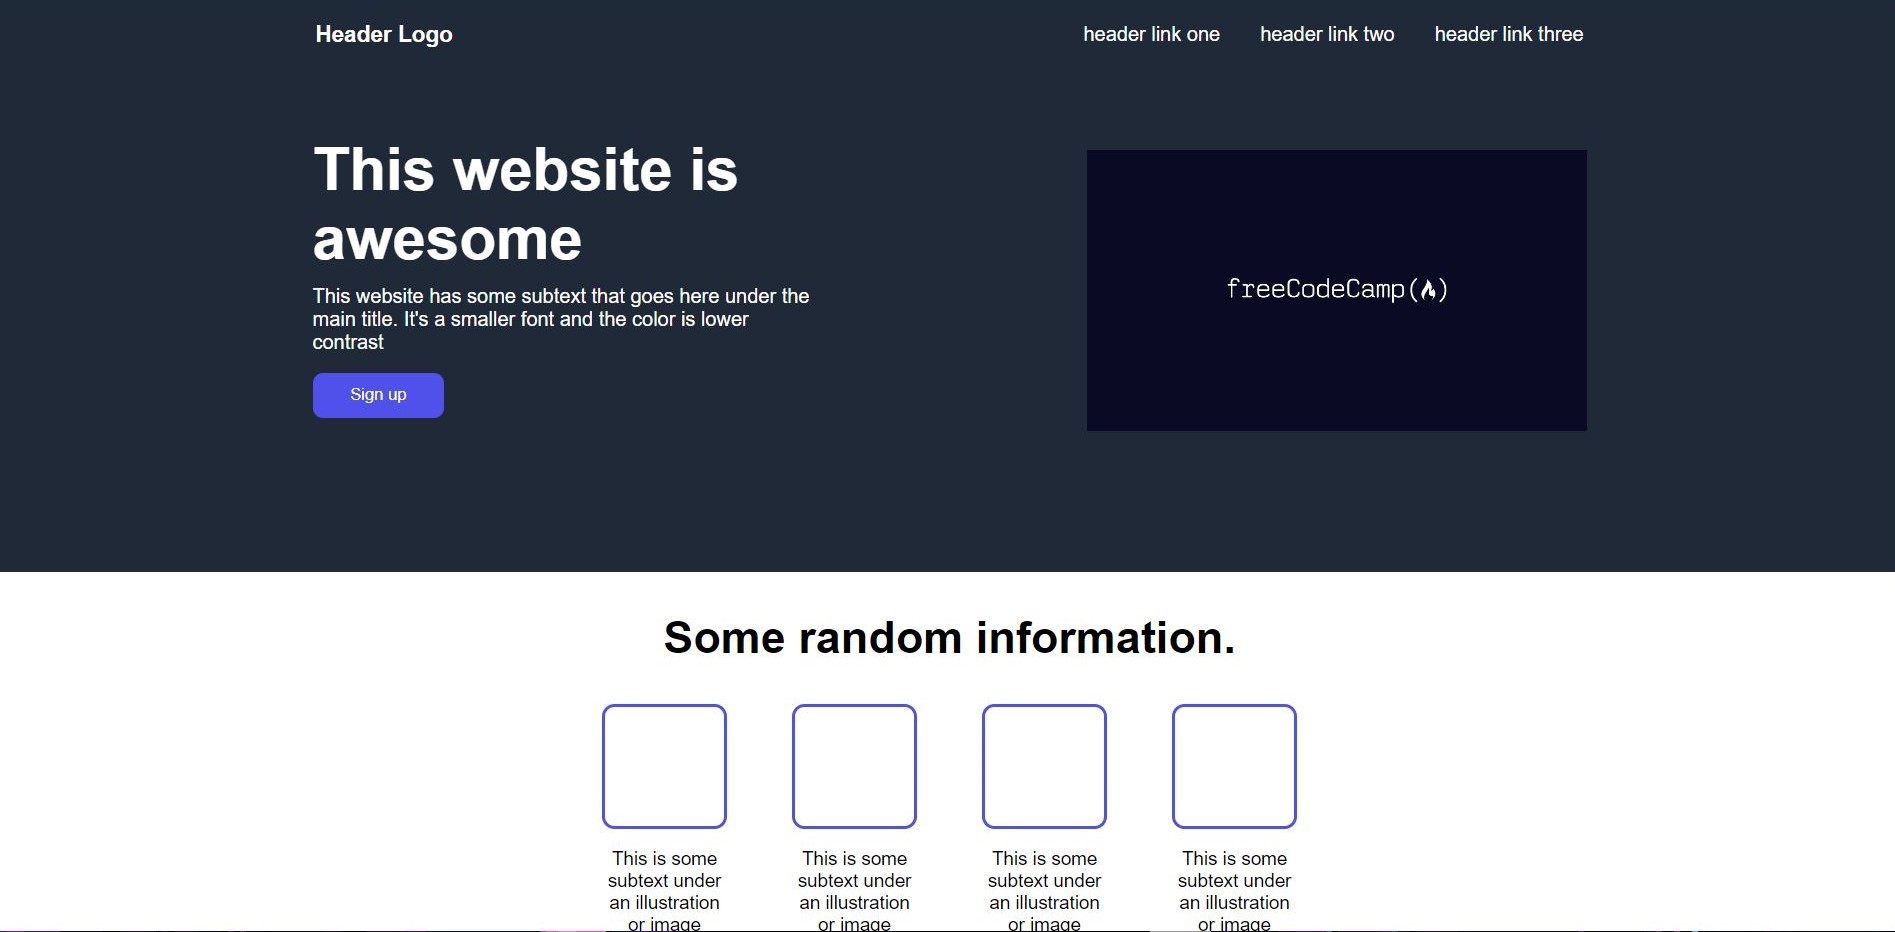 Header Logo
header link one
header link two
header link three
This website is
awesome
This website has some subtext that goes here under the
main title. It's a smaller font and the color is lower
contrast
Sign up
freeCodeCamp
Some random information.
This is some
subtext under
an illustration
or image
This is some
subtext under
an illustration
or image
This is some
subtext under
an illustration
or image
This is some
subtext under
an illustration
or image